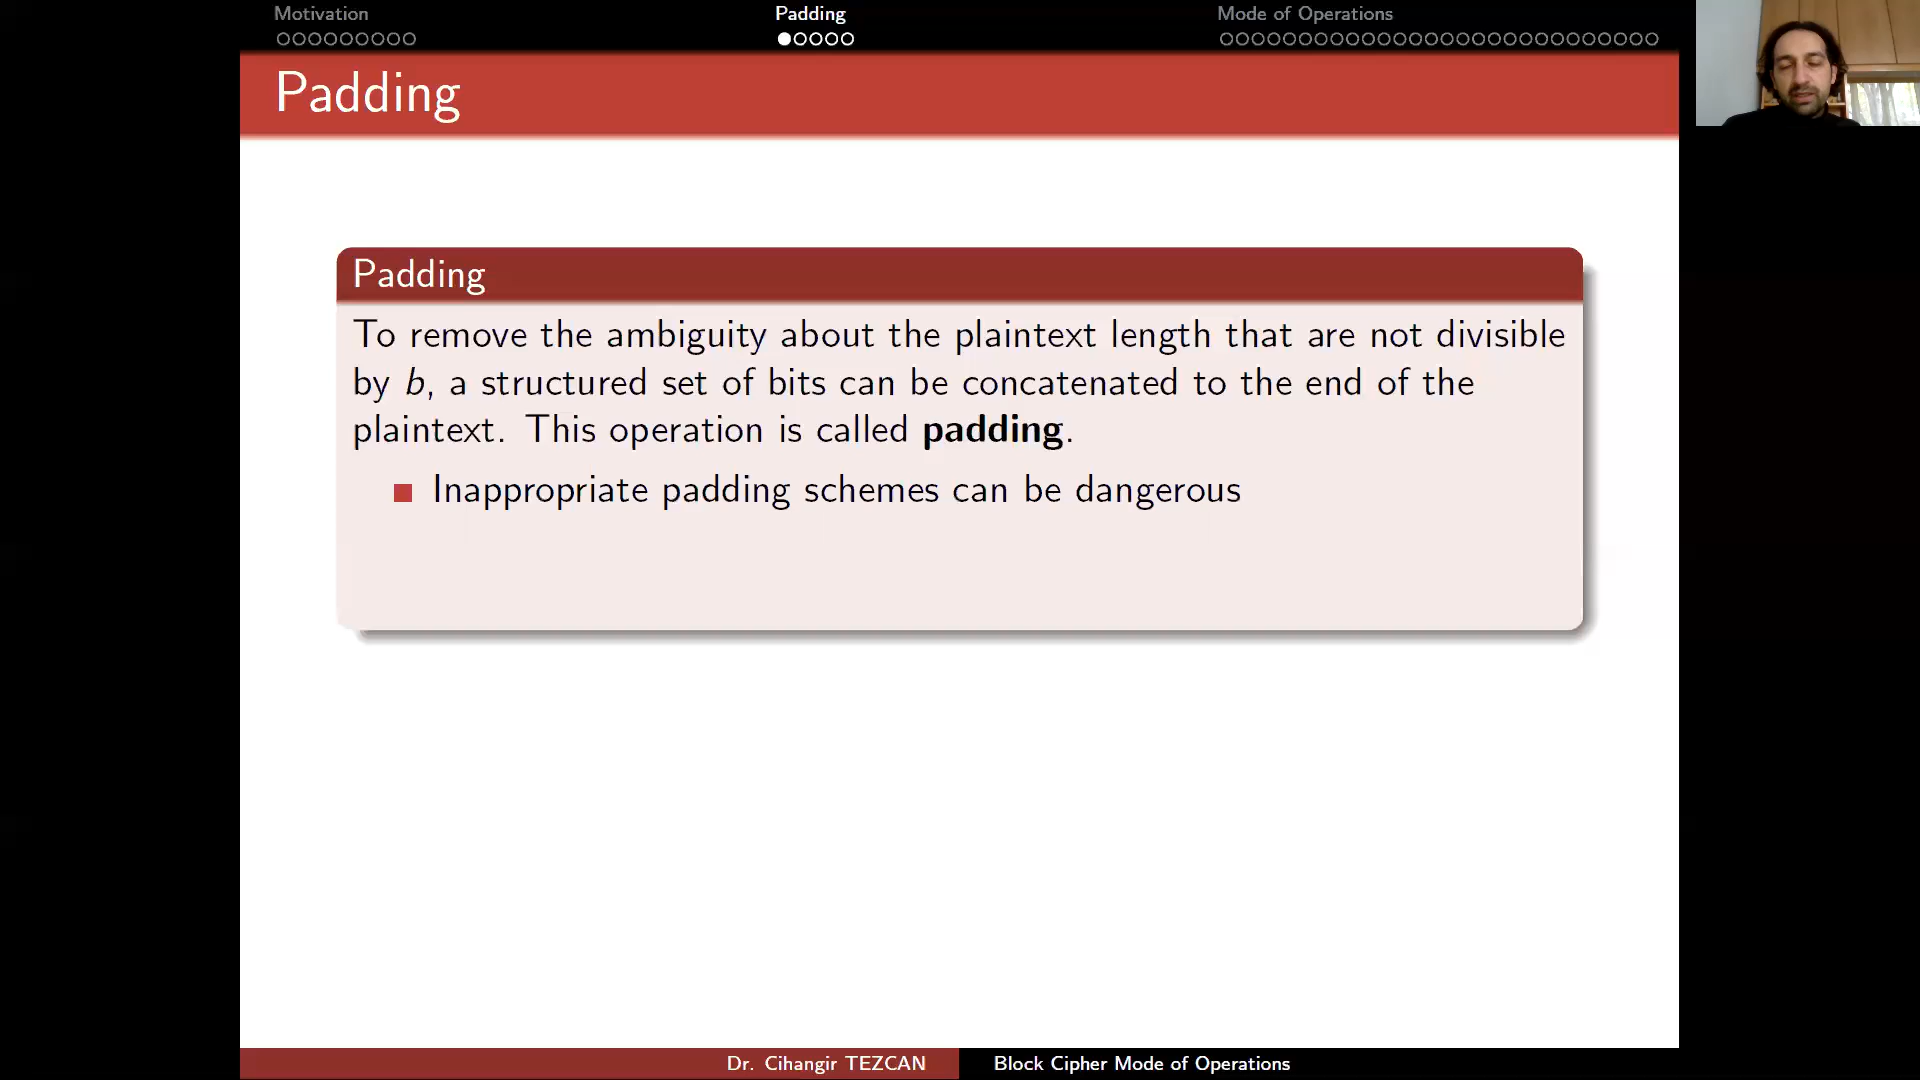 Motivation
Padding
Mode of Operations
Padding
Padding
To remove the ambiguity about the plaintext length that are not divisible
by b, a structured set of bits can be concatenated to the end of the
plaintext. This operation is called padding.
Inappropriate padding schemes can be dangerous
Dr. Cihangir TEZCAN
Block Cipher Mode of Operations